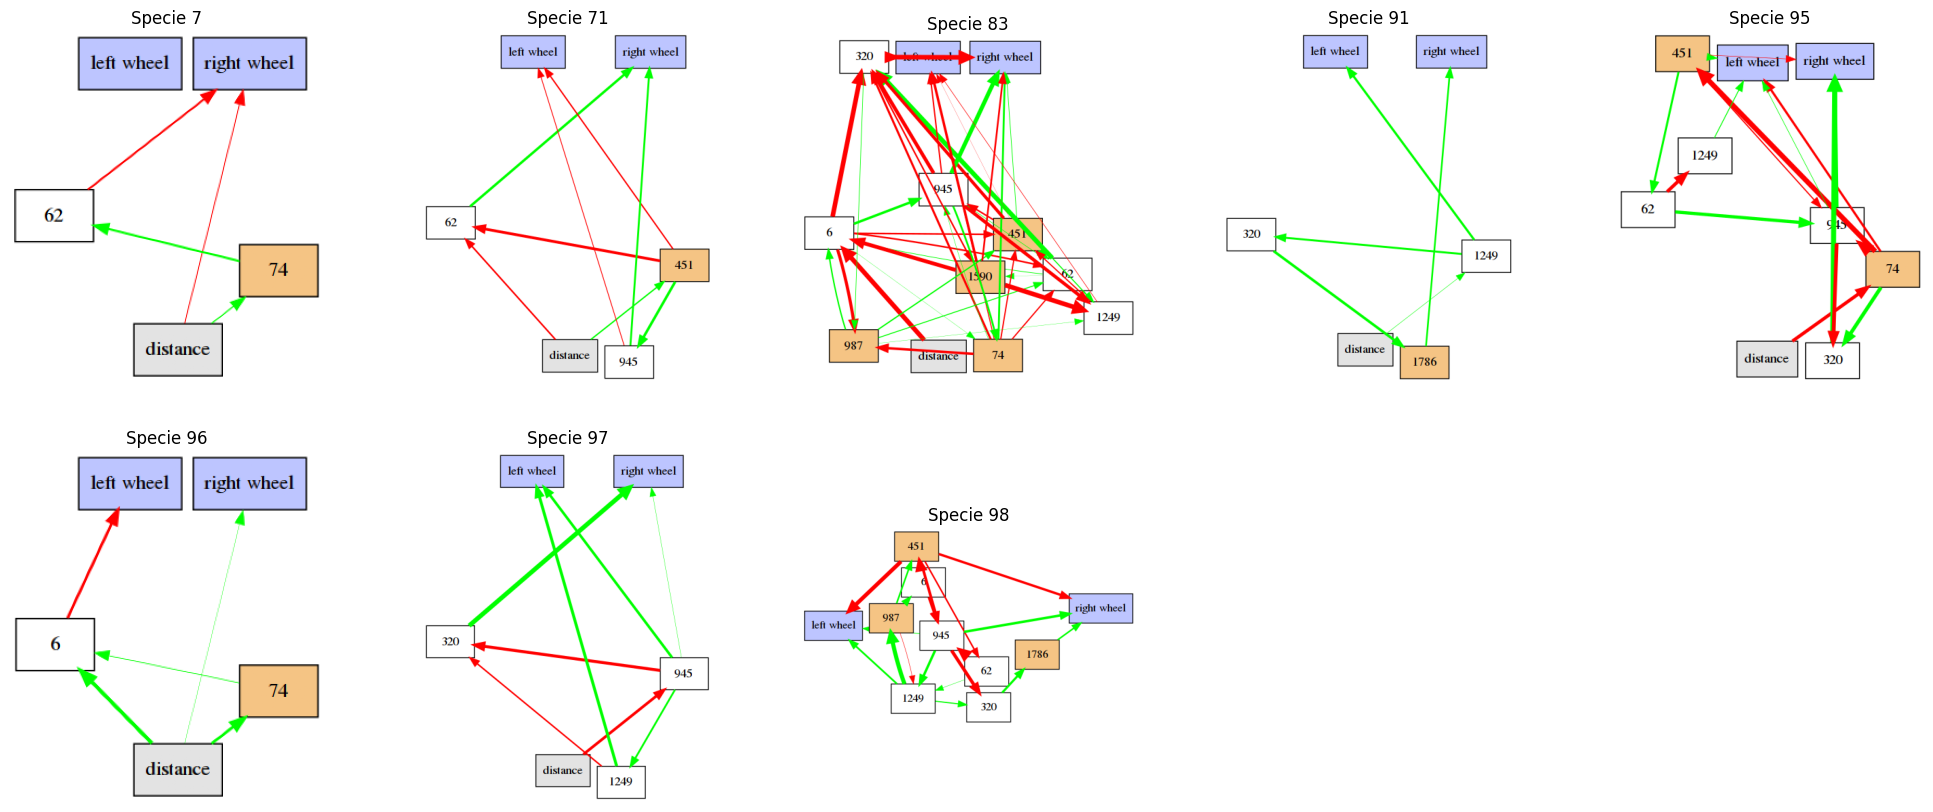 Specie 7
left wheel
right wheel
62
74
distance
Specie 71
left wheel
right wheel
62
451
distance
945
Specie 83
320
left wheel
right wheel
945
6
451
1590
62
1249
987
distance
74
Specie 91
left wheel
right wheel
320
1249
distance
1786
Specie 95
451
left wheel
right wheel
1249
62
945
74
distance
320
Specie 96
left wheel
right wheel
6
74
distance
Specie 97
left wheel
right wheel
320
945
distance
1249
Specie 98
451
6
987
left wheel
right wheel
945
1786
62
1249
320